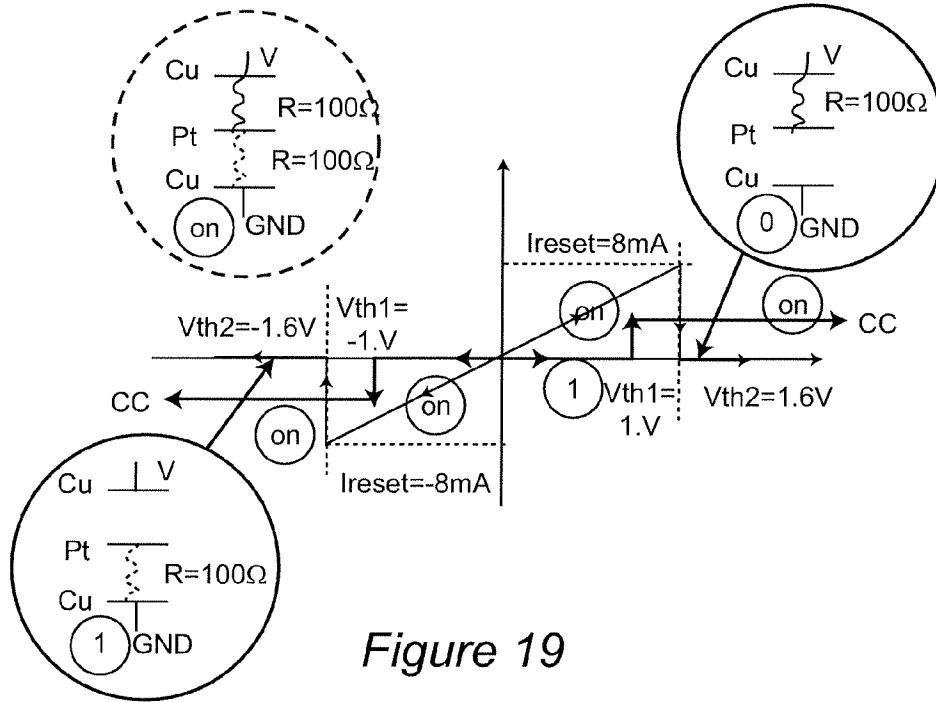 V
Cu
R=100Ω
Pt
R=100Ω
Cu
on
GND
V
Cu
R=100Ω
Pt
Cu
0
GND
Ireset=8mA
on
on
CC
Vth2=-1.6V
Vth1=
-1.V
1
Vth1=
1.V
Vth2=1.6V
CC
on
on
Ireset=-8mA
V
Cu
Pt
R=100Ω
Cu
1
GND
Figure 19